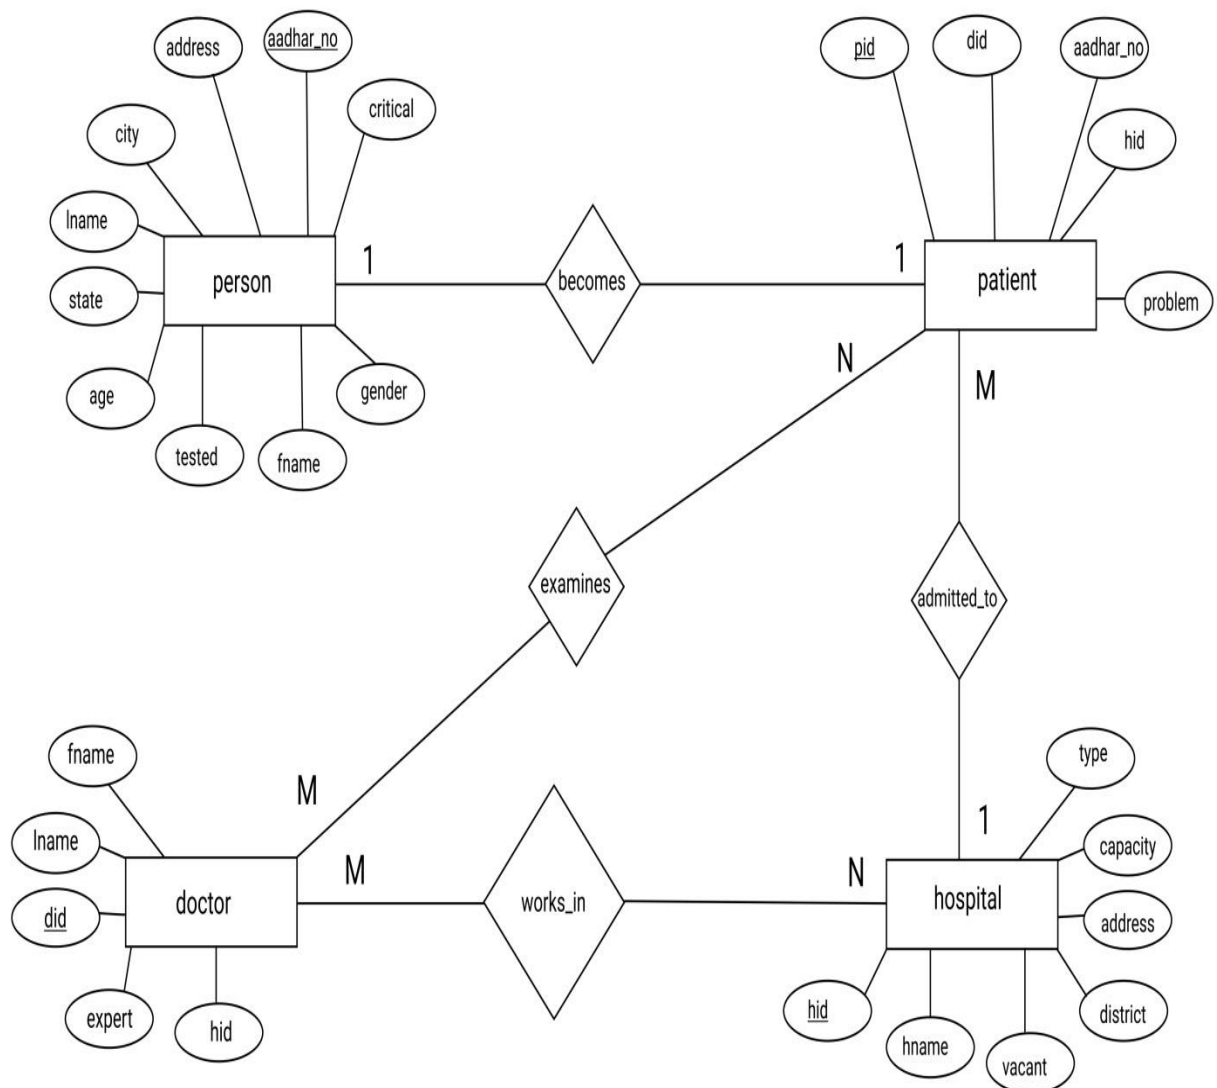 aadhar_no
address
critical
city
lname
state
age
tested
fname
gender
person
1
becomes
1
pid
did
aadhar_no
hid
problem
patient
N
M
examines
admitted_to
M
1
fname
lname
did
expert
hid
doctor
M
works_in
N
hospital
type
capacity
address
district
vacant
hname
hid